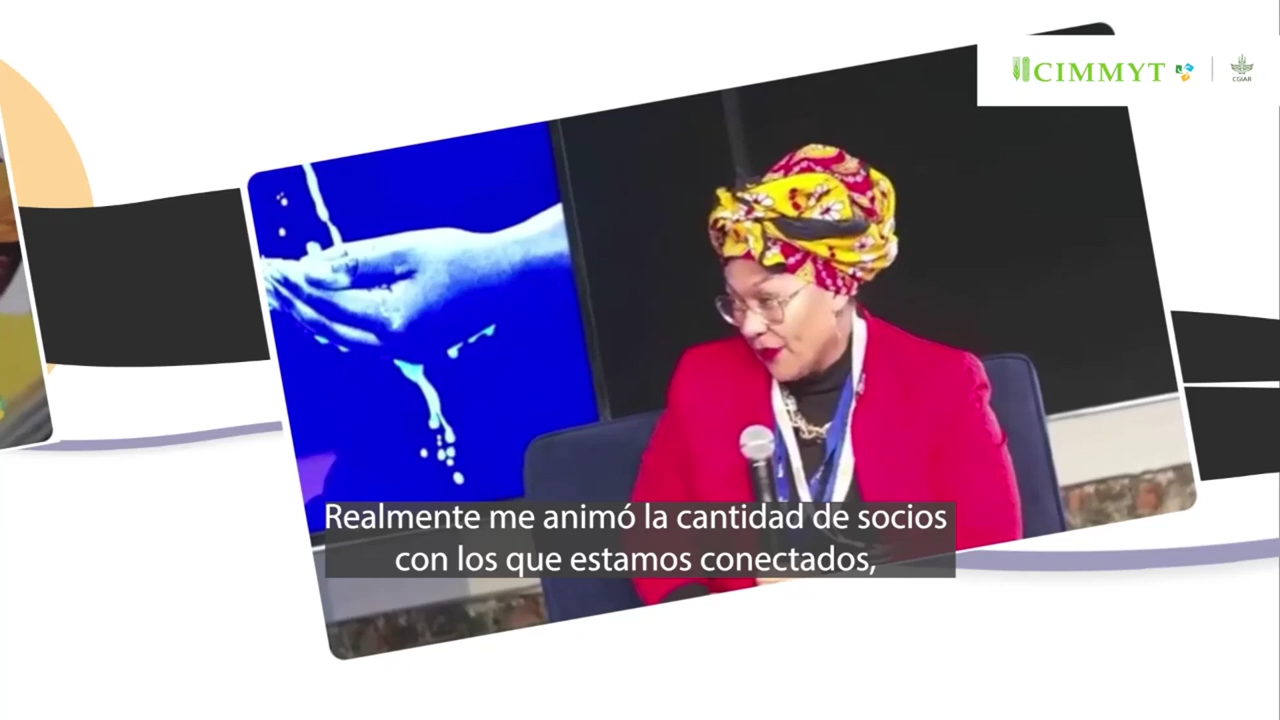 CIMMYT
CGIAR
Realmente me animó la cantidad de socios
con los que estamos conectados,